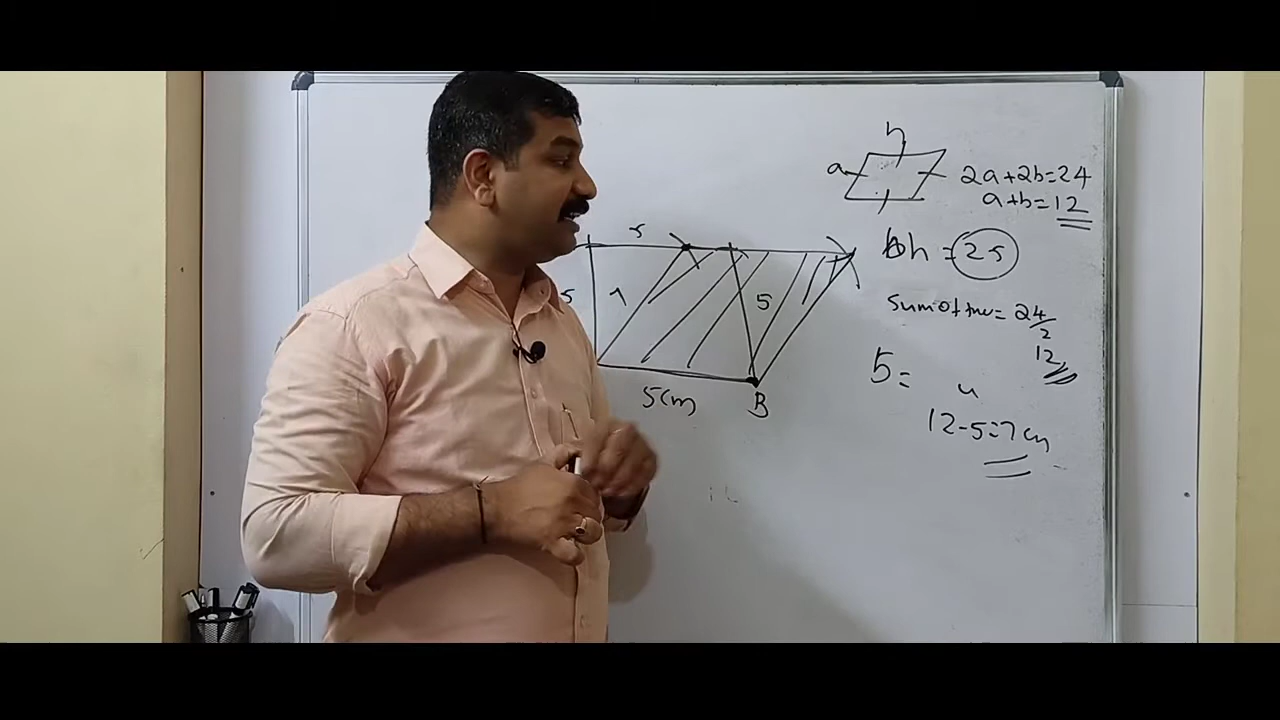 h
a
2a+2b=24
a+b=12
bh = 25
5
5
5
Sum of two = 24/2
12
5 =
12-5=7cm
5cm
B